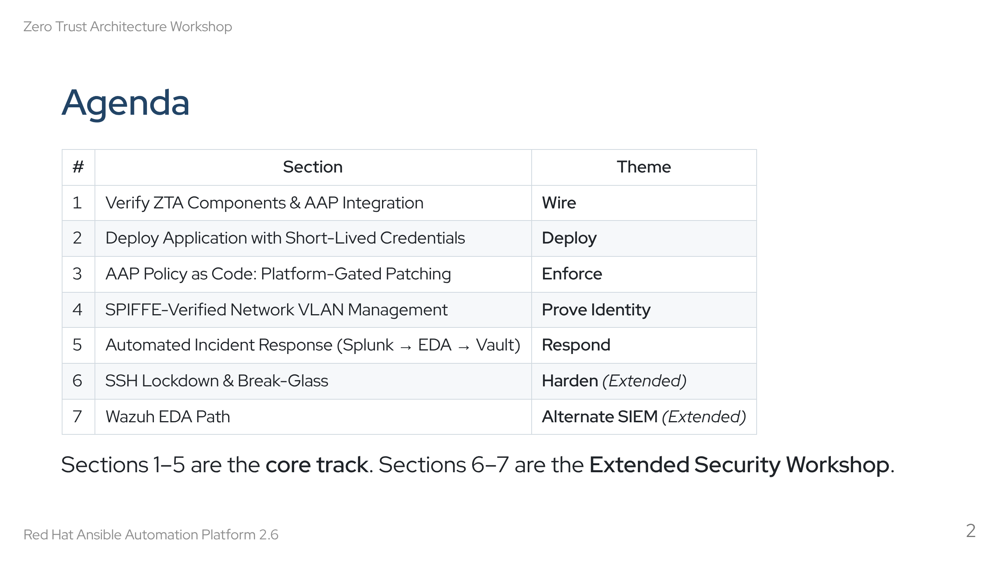 Zero Trust Architecture Workshop
Agenda
# Section Theme
1 Verify ZTA Components & AAP Integration Wire
2 Deploy Application with Short-Lived Credentials Deploy
3 AAP Policy as Code: Platform-Gated Patching Enforce
4 SPIFFE-Verified Network VLAN Management Prove Identity
5 Automated Incident Response (Splunk → EDA → Vault) Respond
6 SSH Lockdown & Break-Glass Harden (Extended)
7 Wazuh EDA Path Alternate SIEM (Extended)
Sections 1–5 are the core track. Sections 6–7 are the Extended Security Workshop.
Red Hat Ansible Automation Platform 2.6
2